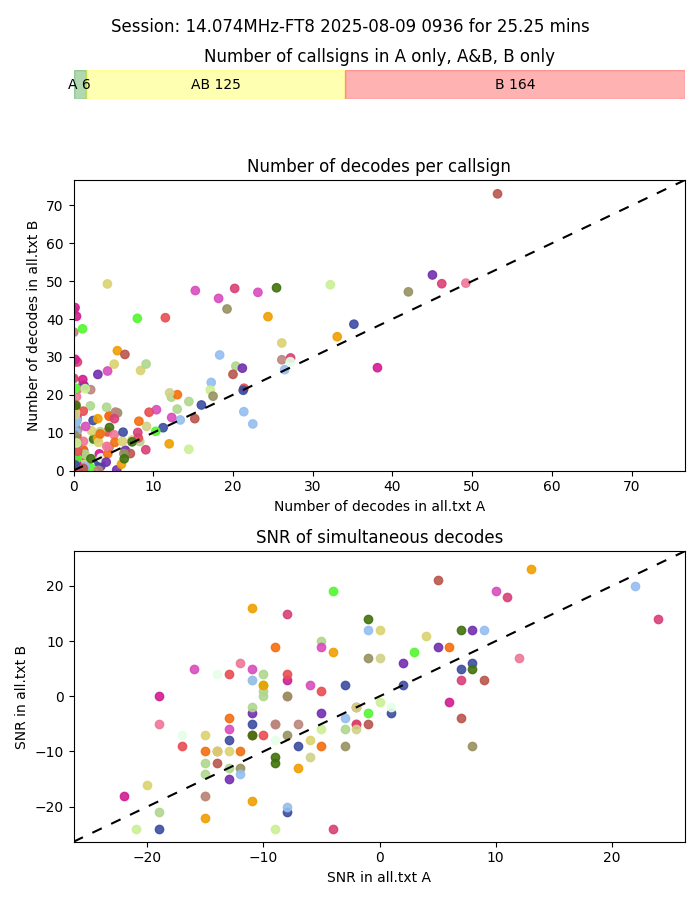 Session: 14.074MHz-FT8 2025-08-09 0936 for 25.25 mins
Number of callsigns in A only, A&B, B only
A 6 AB 125 B 164
Number of decodes per callsign
70
60
50
40
30
20
10
0
Number of decodes in all.txt B
0 10 20 30 40 50 60 70
Number of decodes in all.txt A
SNR of simultaneous decodes
20
10
0
−10
−20
SNR in all.txt B
−20 −10 0 10 20
SNR in all.txt A